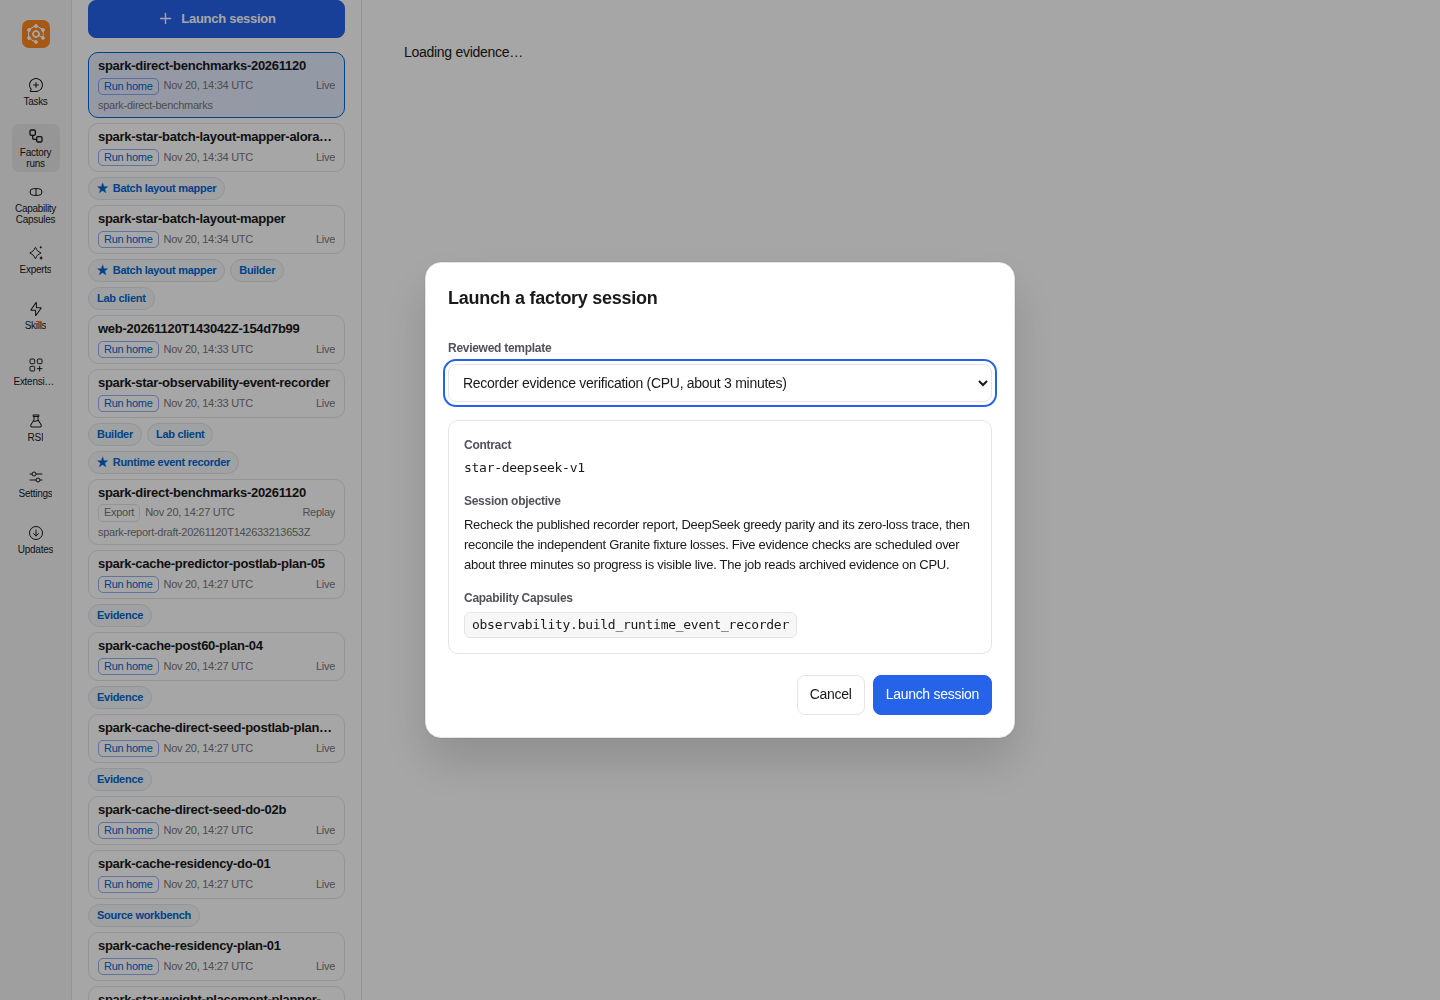 Tasks
Factory
runs
Capability
Capsules
Experts
Skills
Extensi…
RSI
Settings
Updates
Launch session
spark-direct-benchmarks-20261120
Run home Nov 20, 14:34 UTC Live
spark-direct-benchmarks
spark-star-batch-layout-mapper-alora…
Run home Nov 20, 14:34 UTC Live
★ Batch layout mapper
spark-star-batch-layout-mapper
Run home Nov 20, 14:34 UTC Live
★ Batch layout mapper Builder
Lab client
web-20261120T143042Z-154d7b99
Run home Nov 20, 14:33 UTC Live
spark-star-observability-event-recorder
Run home Nov 20, 14:33 UTC Live
Builder Lab client
★ Runtime event recorder
spark-direct-benchmarks-20261120
Export Nov 20, 14:27 UTC Replay
spark-report-draft-20261120T142633213653Z
spark-cache-predictor-postlab-plan-05
Run home Nov 20, 14:27 UTC Live
Evidence
spark-cache-post60-plan-04
Run home Nov 20, 14:27 UTC Live
Evidence
spark-cache-direct-seed-postlab-plan…
Run home Nov 20, 14:27 UTC Live
Evidence
spark-cache-direct-seed-do-02b
Run home Nov 20, 14:27 UTC Live
spark-cache-residency-do-01
Run home Nov 20, 14:27 UTC Live
Source workbench
spark-cache-residency-plan-01
Run home Nov 20, 14:27 UTC Live
spark-star-weight-placement-planner-
Loading evidence…
Launch a factory session
Reviewed template
Recorder evidence verification (CPU, about 3 minutes)
Contract
star-deepseek-v1
Session objective
Recheck the published recorder report, DeepSeek greedy parity and its zero-loss trace, then
reconcile the independent Granite fixture losses. Five evidence checks are scheduled over
about three minutes so progress is visible live. The job reads archived evidence on CPU.
Capability Capsules
observability.build_runtime_event_recorder
Cancel Launch session